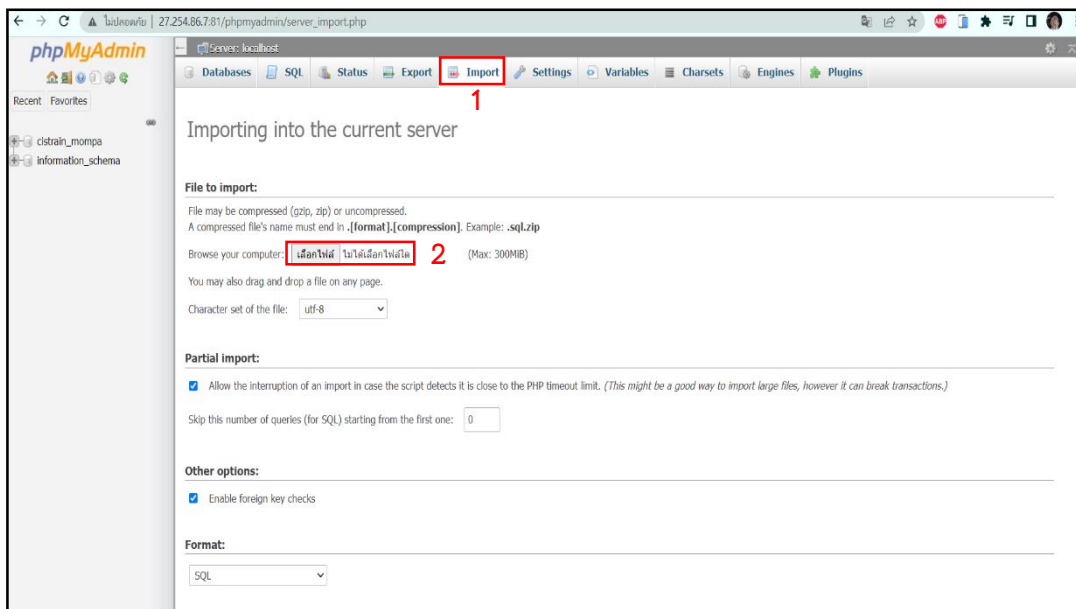 ไม่ปลอดภัย | 27.254.86.7:81/phpmyadmin/server_import.php
phpMyAdmin
Recent Favorites
cistrain_mompa
information_schema
Server: localhost
Databases SQL Status Export Import Settings Variables Charsets Engines Plugins
1
Importing into the current server
File to import:
File may be compressed (gzip, zip) or uncompressed.
A compressed file's name must end in .[format].[compression]. Example: .sql.zip
Browse your computer: เลือกไฟล์ ไม่ได้เลือกไฟล์ใด 2 (Max: 300MiB)
You may also drag and drop a file on any page.
Character set of the file: utf-8
Partial import:
Allow the interruption of an import in case the script detects it is close to the PHP timeout limit. (This might be a good way to import large files, however it can break transactions.)
Skip this number of queries (for SQL) starting from the first one: 0
Other options:
Enable foreign key checks
Format:
SQL